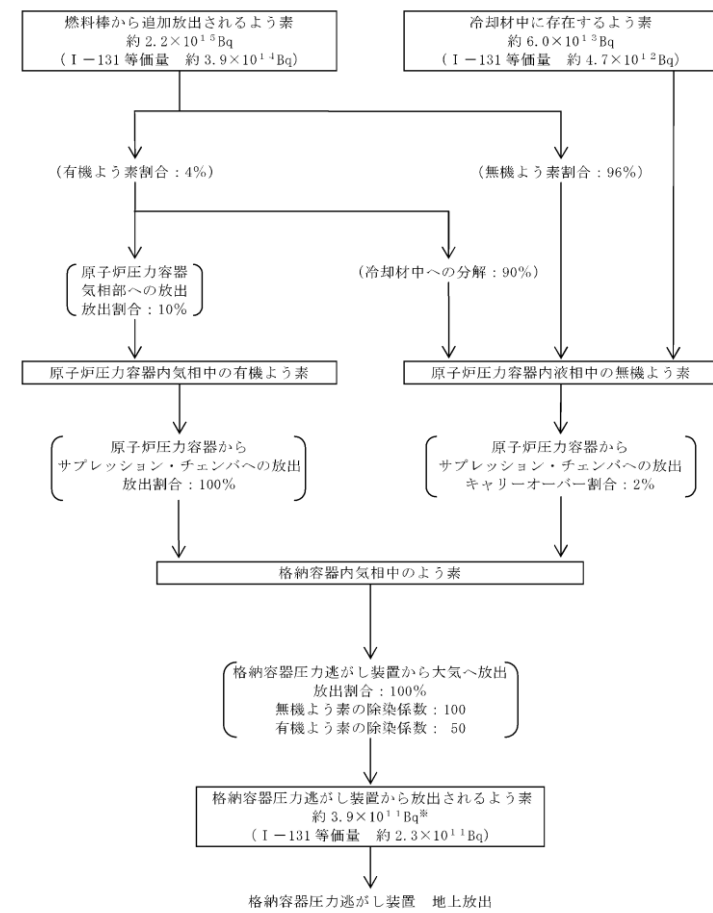 燃料棒から追加放出されるよう素
約 2.2×10¹⁵Bq
(Ⅰ－131 等価量 約 3.9×10¹⁴Bq)
冷却材中に存在するよう素
約 6.0×10¹³Bq
(Ⅰ－131 等価量 約 4.7×10¹²Bq)
(有機よう素割合：4%)
(無機よう素割合：96%)
原子炉圧力容器
気相部への放出
放出割合：10%
(冷却材中への分解：90%)
原子炉圧力容器内気相中の有機よう素
原子炉圧力容器内液相中の無機よう素
原子炉圧力容器から
サプレッション・チェンバへの放出
放出割合：100%
原子炉圧力容器から
サプレッション・チェンバへの放出
キャリーオーバー割合：2%
格納容器内気相中のよう素
格納容器圧力逃がし装置から大気へ放出
放出割合：100%
無機よう素の除染係数：100
有機よう素の除染係数： 50
格納容器圧力逃がし装置から放出されるよう素
約 3.9×10¹¹Bq※
(Ⅰ－131 等価量 約 2.3×10¹¹Bq)
格納容器圧力逃がし装置 地上放出